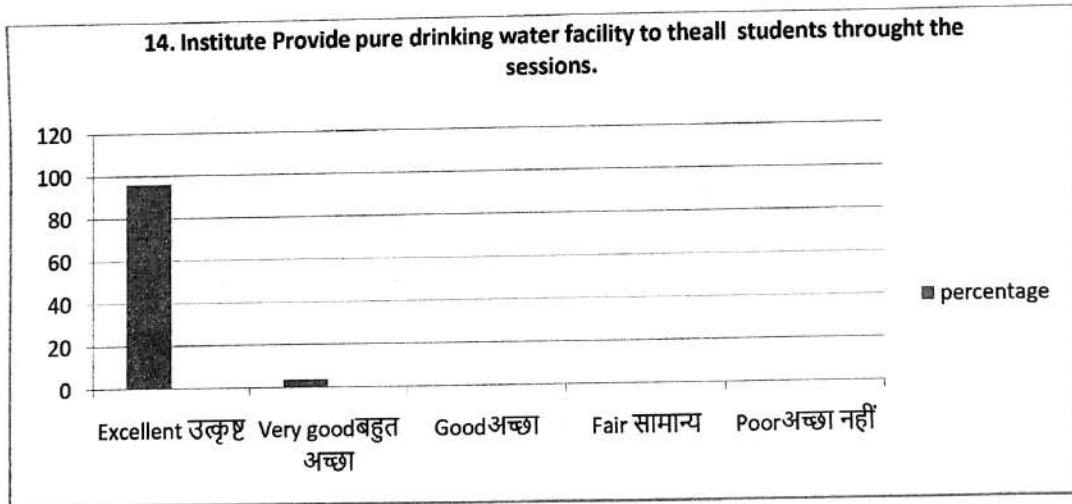 14. Institute Provide pure drinking water facility to theall students throught the
sessions.
120
100
80
60
40
20
0
Excellent उत्कृष्ट
Very goodबहुत
अच्छा
Goodअच्छा
Fair सामान्य
Poorअच्छा नहीं
percentage